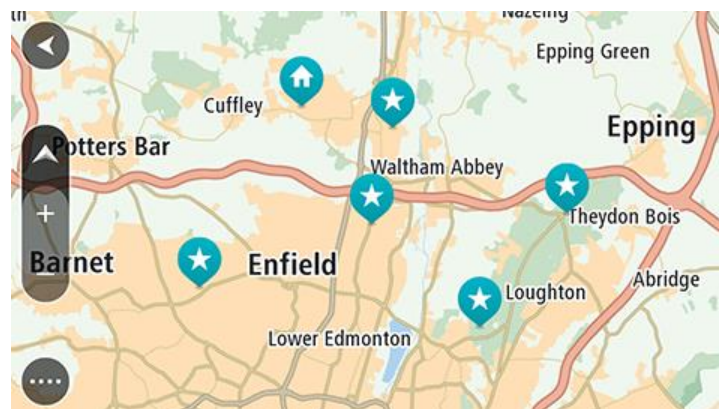 Nazeing
Epping Green
Cuffley
Epping
Potters Bar
Waltham Abbey
Theydon Bois
Barnet
Enfield
Abridge
Loughton
Lower Edmonton